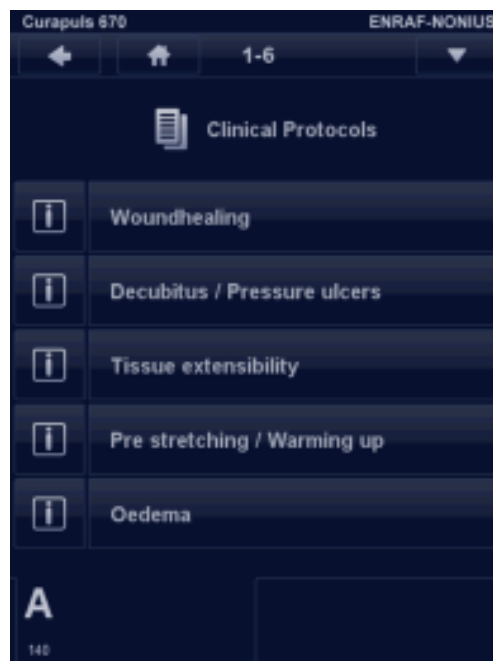 Curapuls 670 ENRAF-NONIUS
1-6
Clinical Protocols
Woundhealing
Decubitus / Pressure ulcers
Tissue extensibility
Pre stretching / Warming up
Oedema
A
140